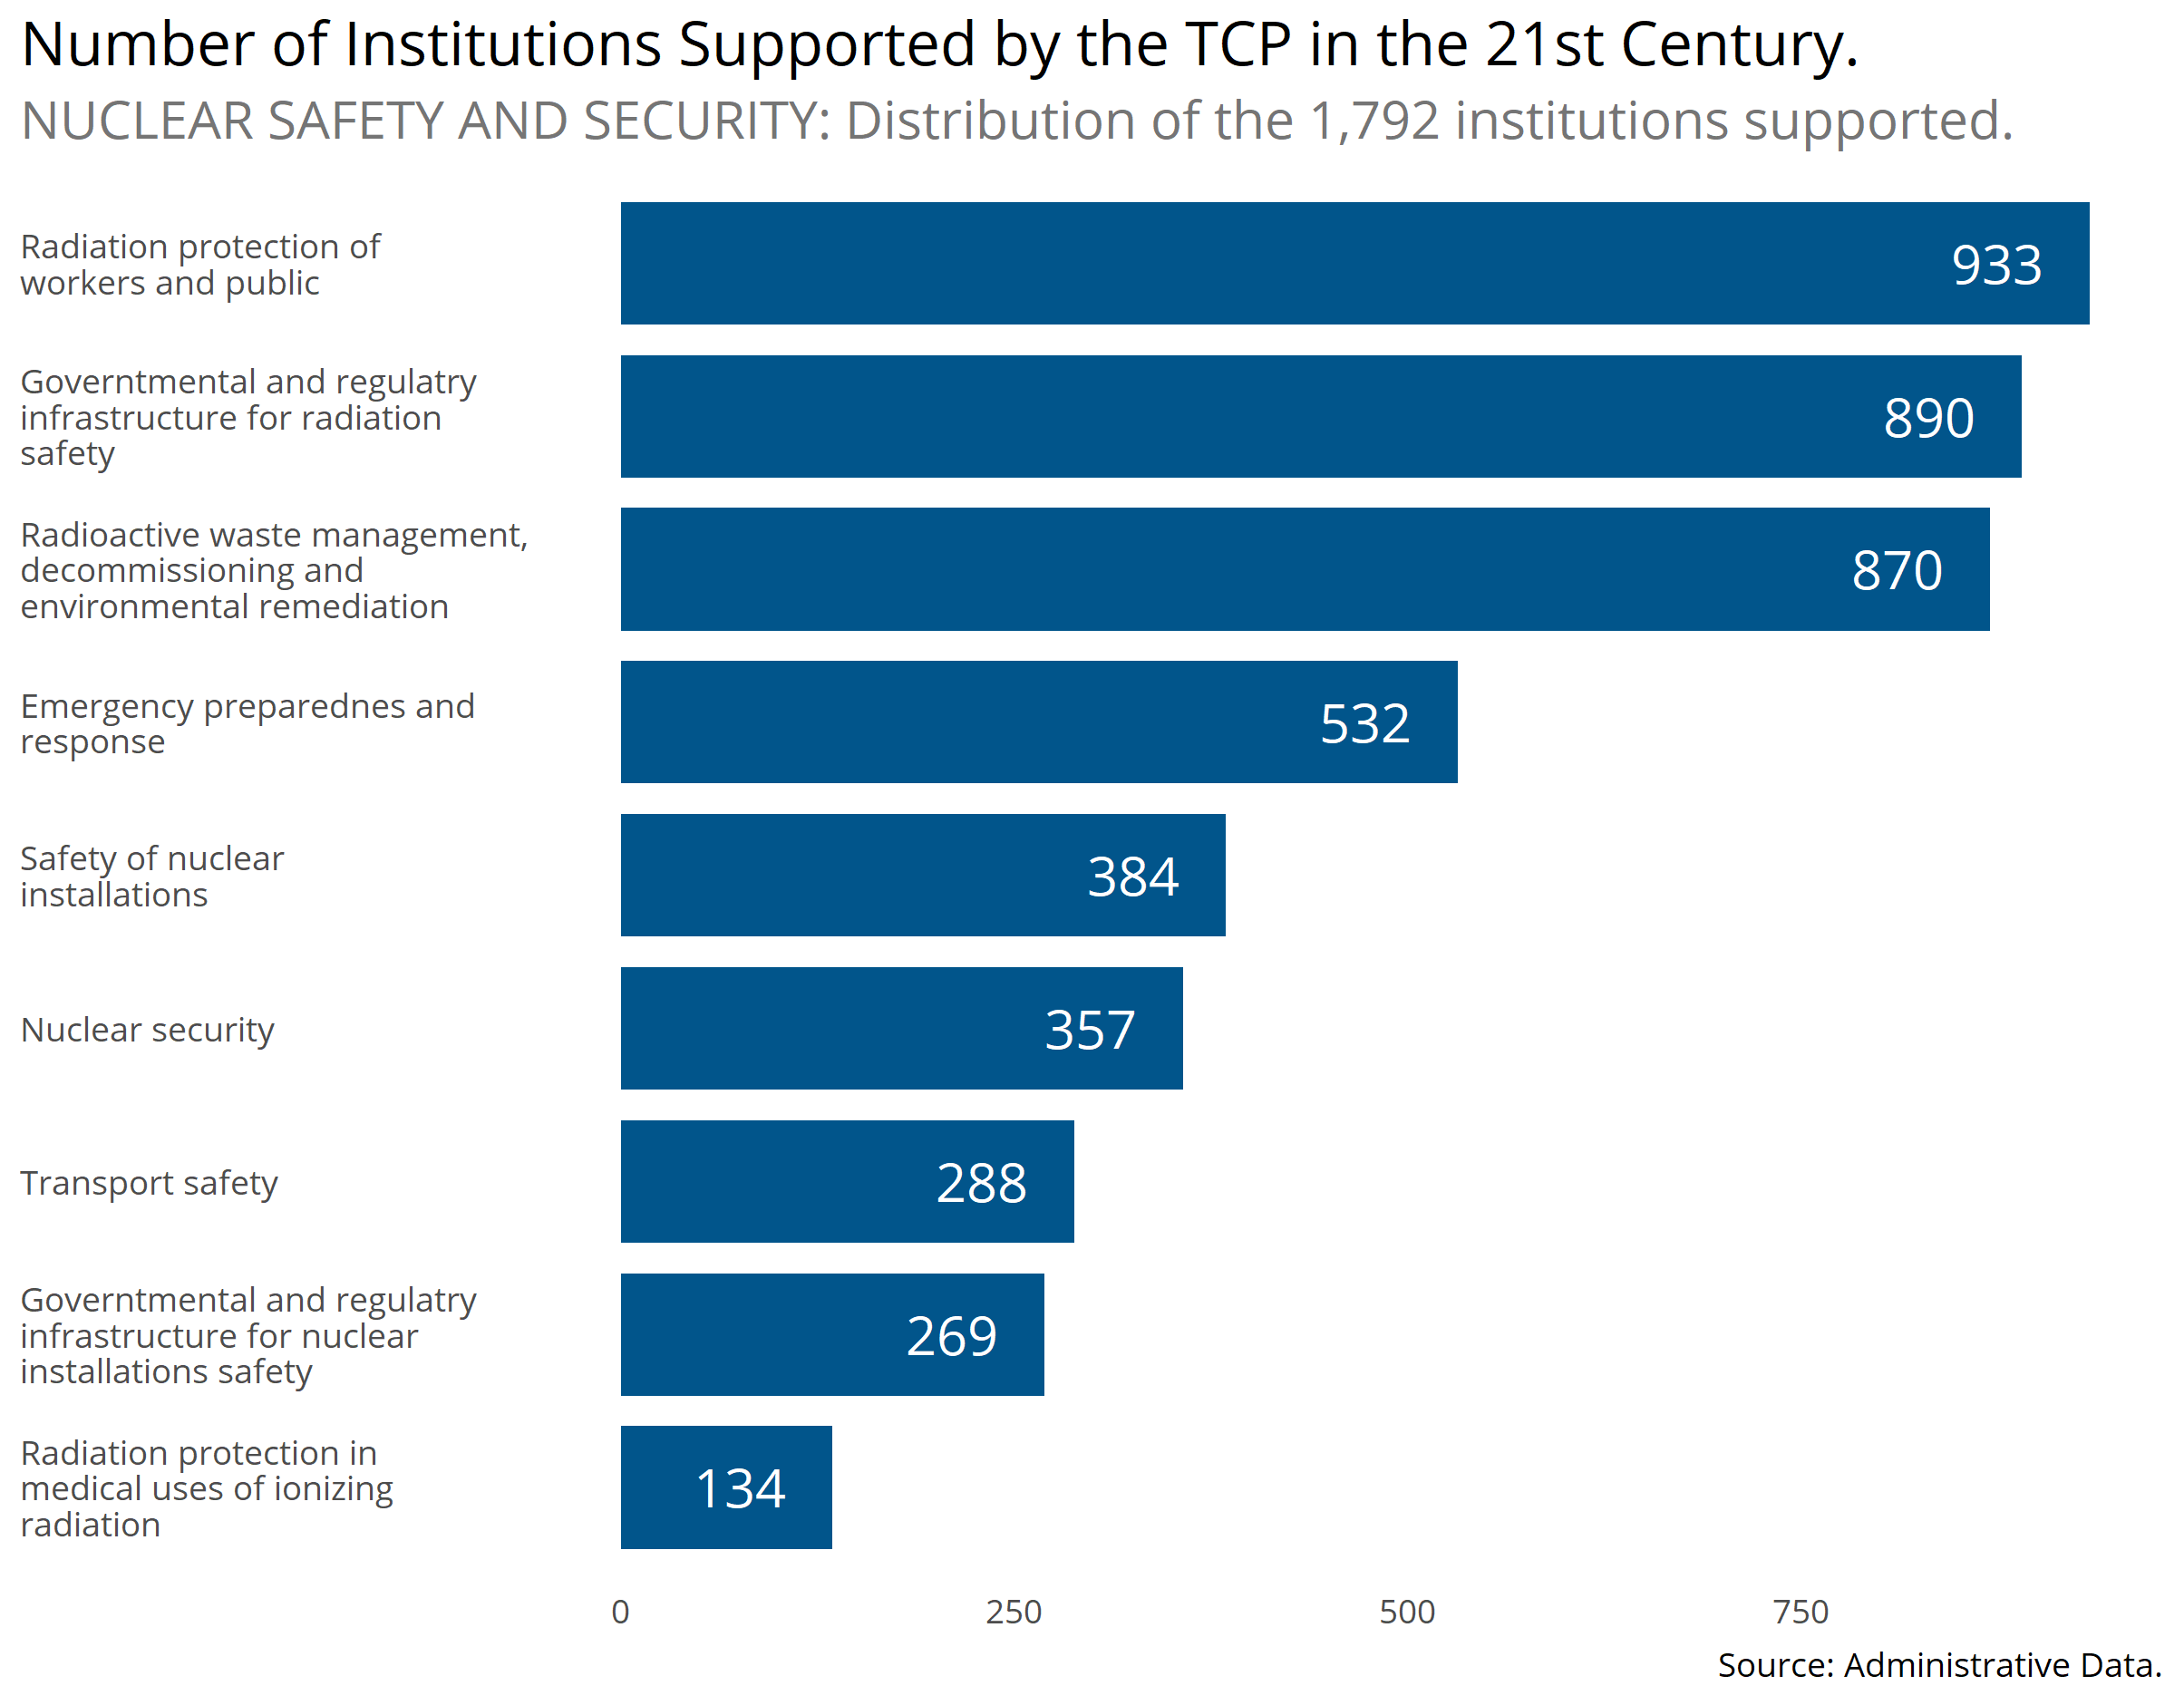 Number of Institutions Supported by the TCP in the 21st Century.
NUCLEAR SAFETY AND SECURITY: Distribution of the 1,792 institutions supported.
Radiation protection of
workers and public
933
Governtmental and regulatry
infrastructure for radiation
safety
890
Radioactive waste management,
decommissioning and
environmental remediation
870
Emergency preparednes and
response
532
Safety of nuclear
installations
384
Nuclear security
357
Transport safety
288
Governtmental and regulatry
infrastructure for nuclear
installations safety
269
Radiation protection in
medical uses of ionizing
radiation
134
0 250 500 750
Source: Administrative Data.